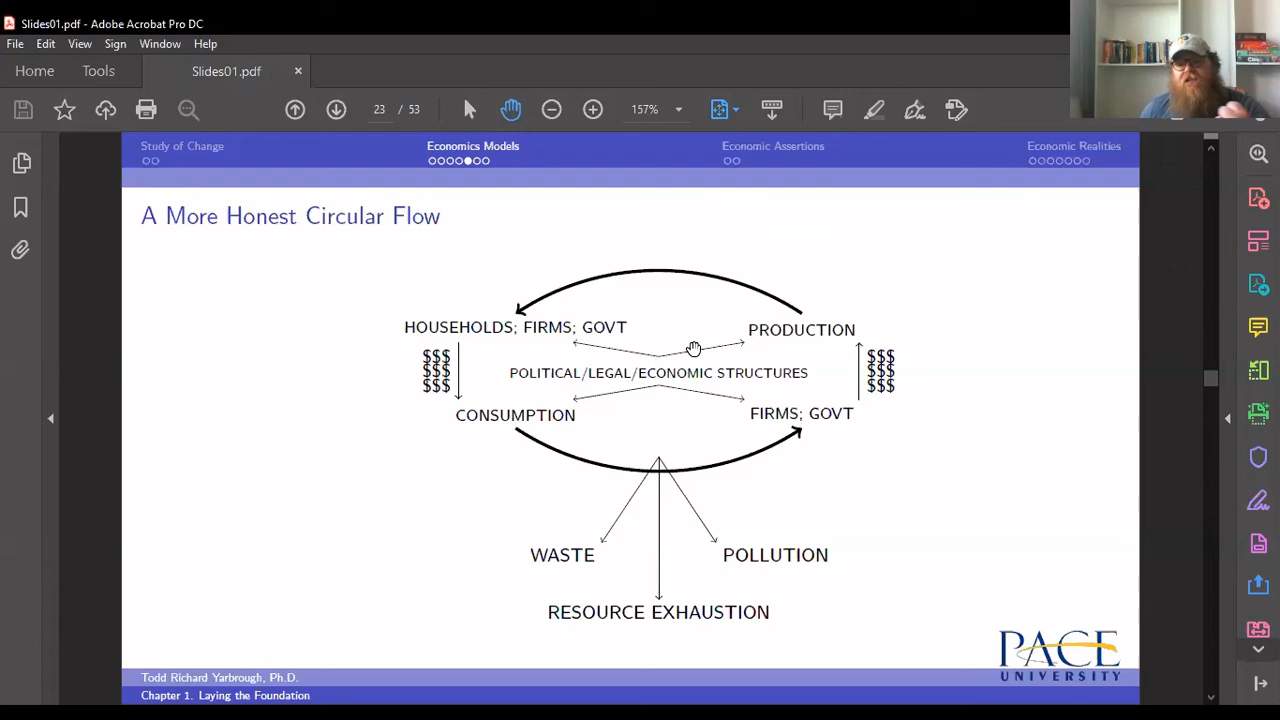 Slides01.pdf - Adobe Acrobat Pro DC
File Edit View Sign Window Help
Home Tools Slides01.pdf ×
23 / 53 157%
Study of Change Economics Models Economic Assertions Economic Realities
A More Honest Circular Flow
HOUSEHOLDS; FIRMS; GOVT PRODUCTION
$$$ $$$
$$$ POLITICAL/LEGAL/ECONOMIC STRUCTURES $$$
$$$ $$$
CONSUMPTION FIRMS; GOVT
WASTE POLLUTION
RESOURCE EXHAUSTION
PACE
UNIVERSITY
Todd Richard Yarbrough, Ph.D.
Chapter 1. Laying the Foundation